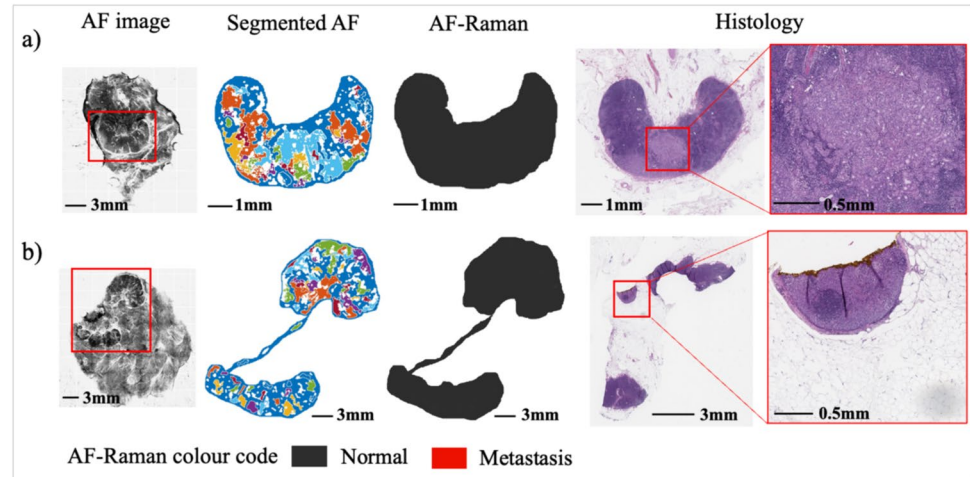 AF image Segmented AF AF-Raman Histology
a)
3mm 1mm 1mm 1mm 0.5mm
b)
3mm 3mm 3mm 3mm 0.5mm
AF-Raman colour code Normal Metastasis